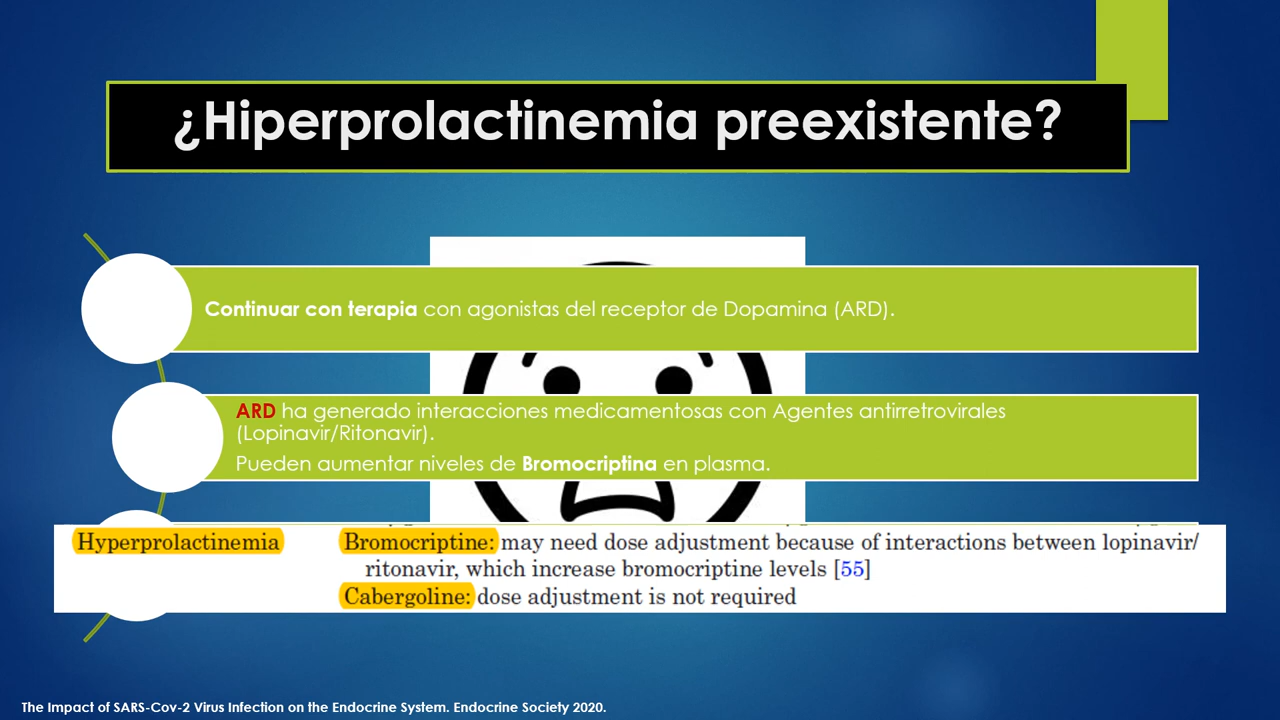 ¿Hiperprolactinemia preexistente?
Continuar con terapia con agonistas del receptor de Dopamina (ARD).
ARD ha generado interacciones medicamentosas con Agentes antirretrovirales
(Lopinavir/Ritonavir).
Pueden aumentar niveles de Bromocriptina en plasma.
Hyperprolactinemia Bromocriptine: may need dose adjustment because of interactions between lopinavir/
ritonavir, which increase bromocriptine levels [55]
Cabergoline: dose adjustment is not required
The Impact of SARS-Cov-2 Virus Infection on the Endocrine System. Endocrine Society 2020.